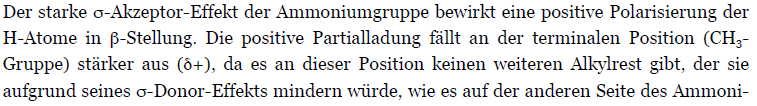 Der starke σ-Akzeptor-Effekt der Ammoniumgruppe bewirkt eine positive Polarisierung der
H-Atome in β-Stellung. Die positive Partialladung fällt an der terminalen Position (CH₃-
Gruppe) stärker aus (δ+), da es an dieser Position keinen weiteren Alkylrest gibt, der sie
aufgrund seines σ-Donor-Effekts mindern würde, wie es auf der anderen Seite des Ammoni-